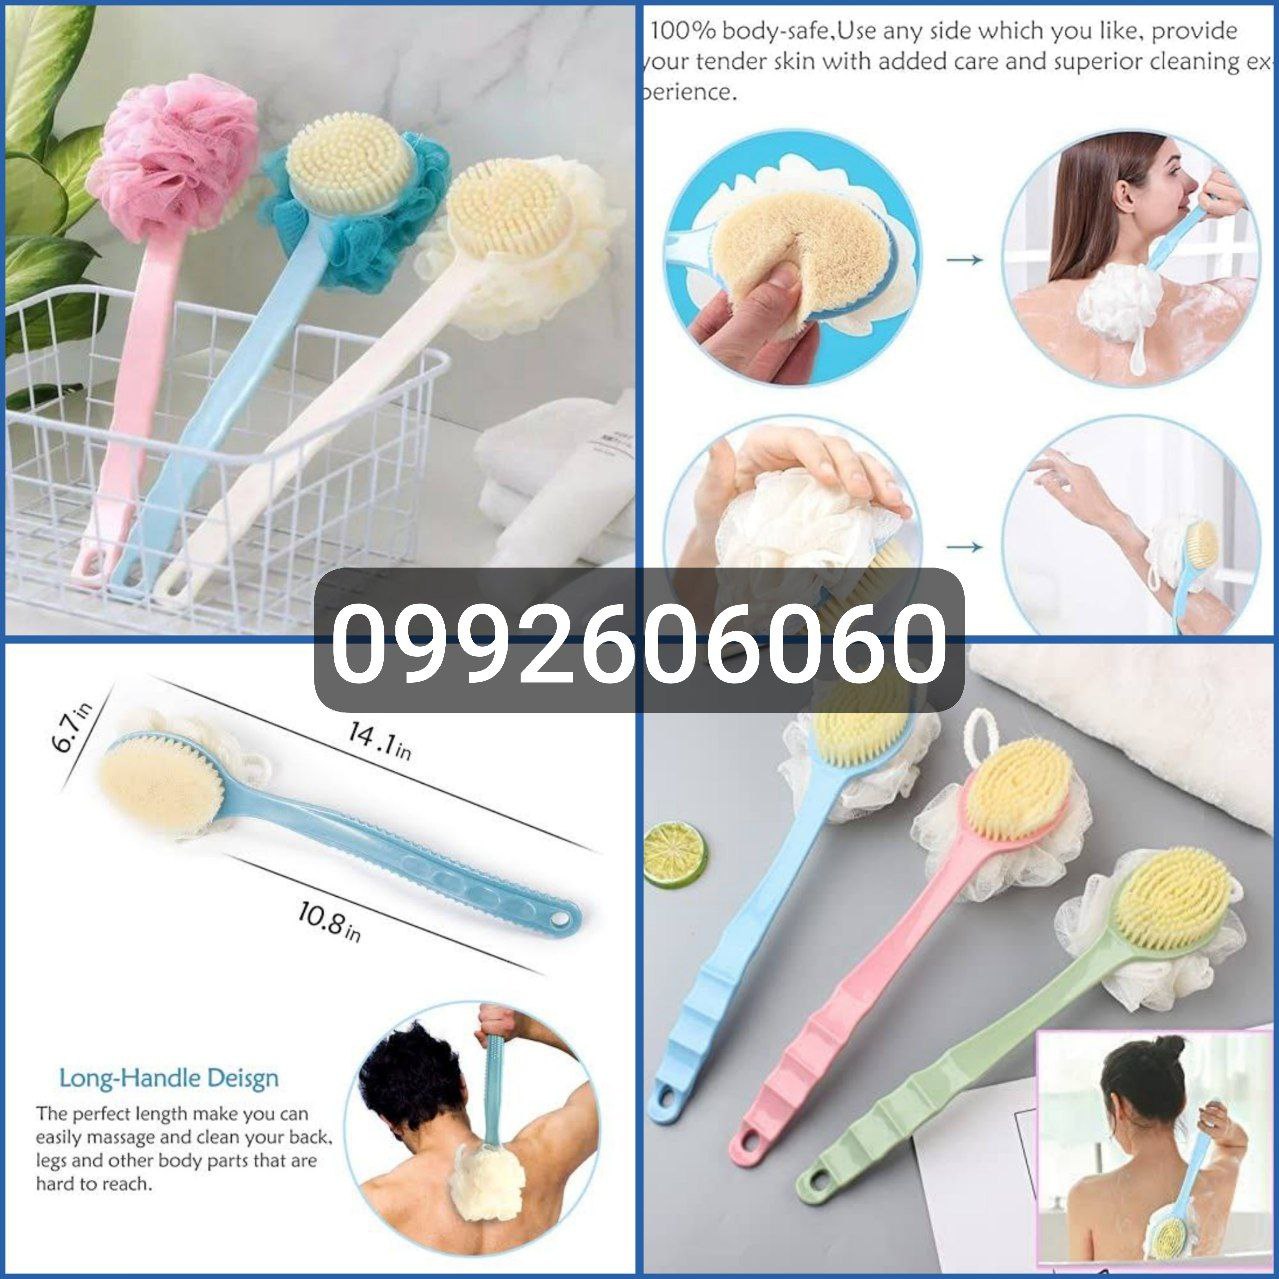 100% body-safe,Use any side which you like, provide
your tender skin with added care and superior cleaning ex-
perience.
0992606060
6.7in
14.1in
10.8in
Long-Handle Deisgn
The perfect length make you can
easily massage and clean your back,
legs and other body parts that are
hard to reach.